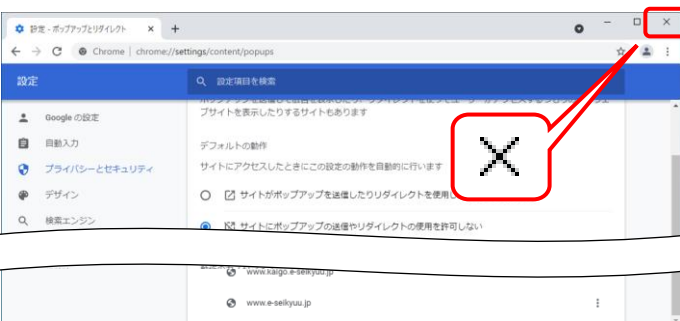 設定 - ポップアップとリダイレクト
Chrome | chrome://settings/content/popups
設定
設定項目を検索
Google の設定
自動入力
プライバシーとセキュリティ
デザイン
検索エンジン
ブサイトを表示したりするサイトもあります
デフォルトの動作
サイトにアクセスしたときにこの設定の動作を自動的に行います
サイトがポップアップを送信したりリダイレクトを使用し
サイトにポップアップの送信やリダイレクトの使用を許可しない
www.kaigo.e-seikyuu.jp
www.e-seikyuu.jp